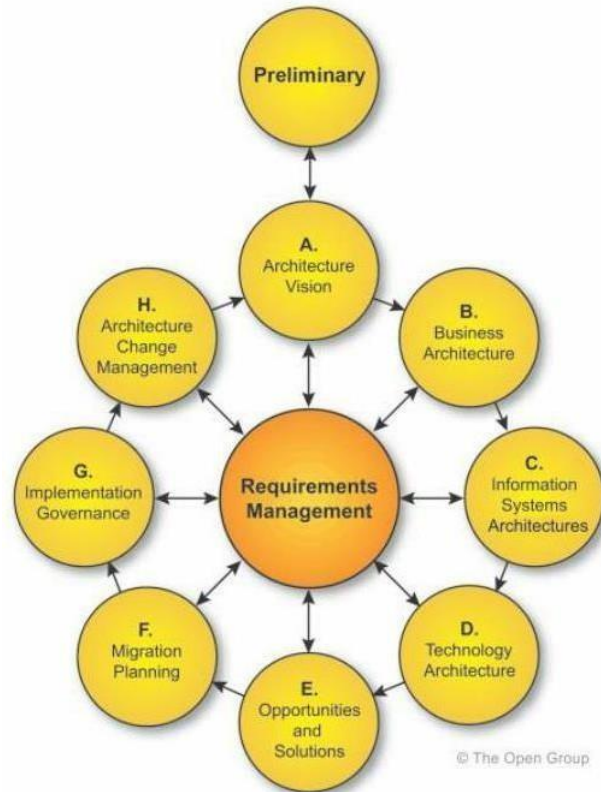 Preliminary
A.
Architecture
Vision
B.
Business
Architecture
C.
Information
Systems
Architectures
D.
Technology
Architecture
E.
Opportunities
and
Solutions
F.
Migration
Planning
G.
Implementation
Governance
H.
Architecture
Change
Management
Requirements
Management
© The Open Group